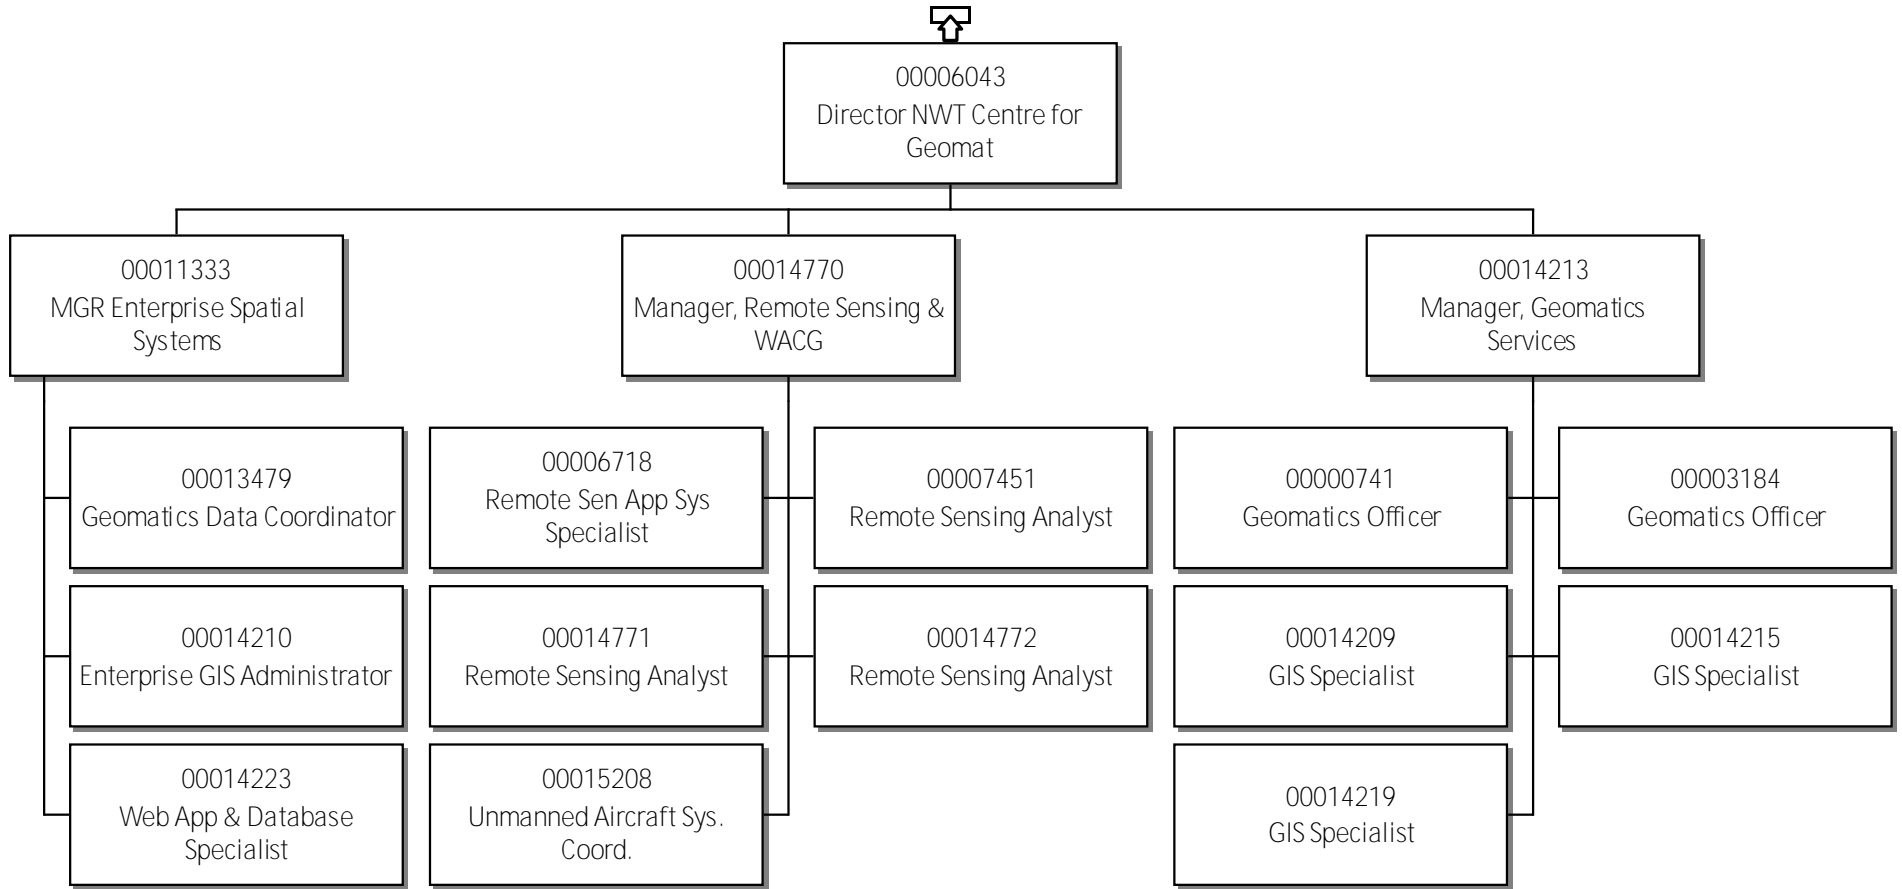 00006043
Director NWT Centre for
Geomat
00011333
MGR Enterprise Spatial
Systems
00014770
Manager, Remote Sensing &
WACG
00014213
Manager, Geomatics
Services
00013479
Geomatics Data Coordinator
00006718
Remote Sen App Sys
Specialist
00007451
Remote Sensing Analyst
00000741
Geomatics Officer
00003184
Geomatics Officer
00014210
Enterprise GIS Administrator
00014771
Remote Sensing Analyst
00014772
Remote Sensing Analyst
00014209
GIS Specialist
00014215
GIS Specialist
00014223
Web App & Database
Specialist
00015208
Unmanned Aircraft Sys.
Coord.
00014219
GIS Specialist